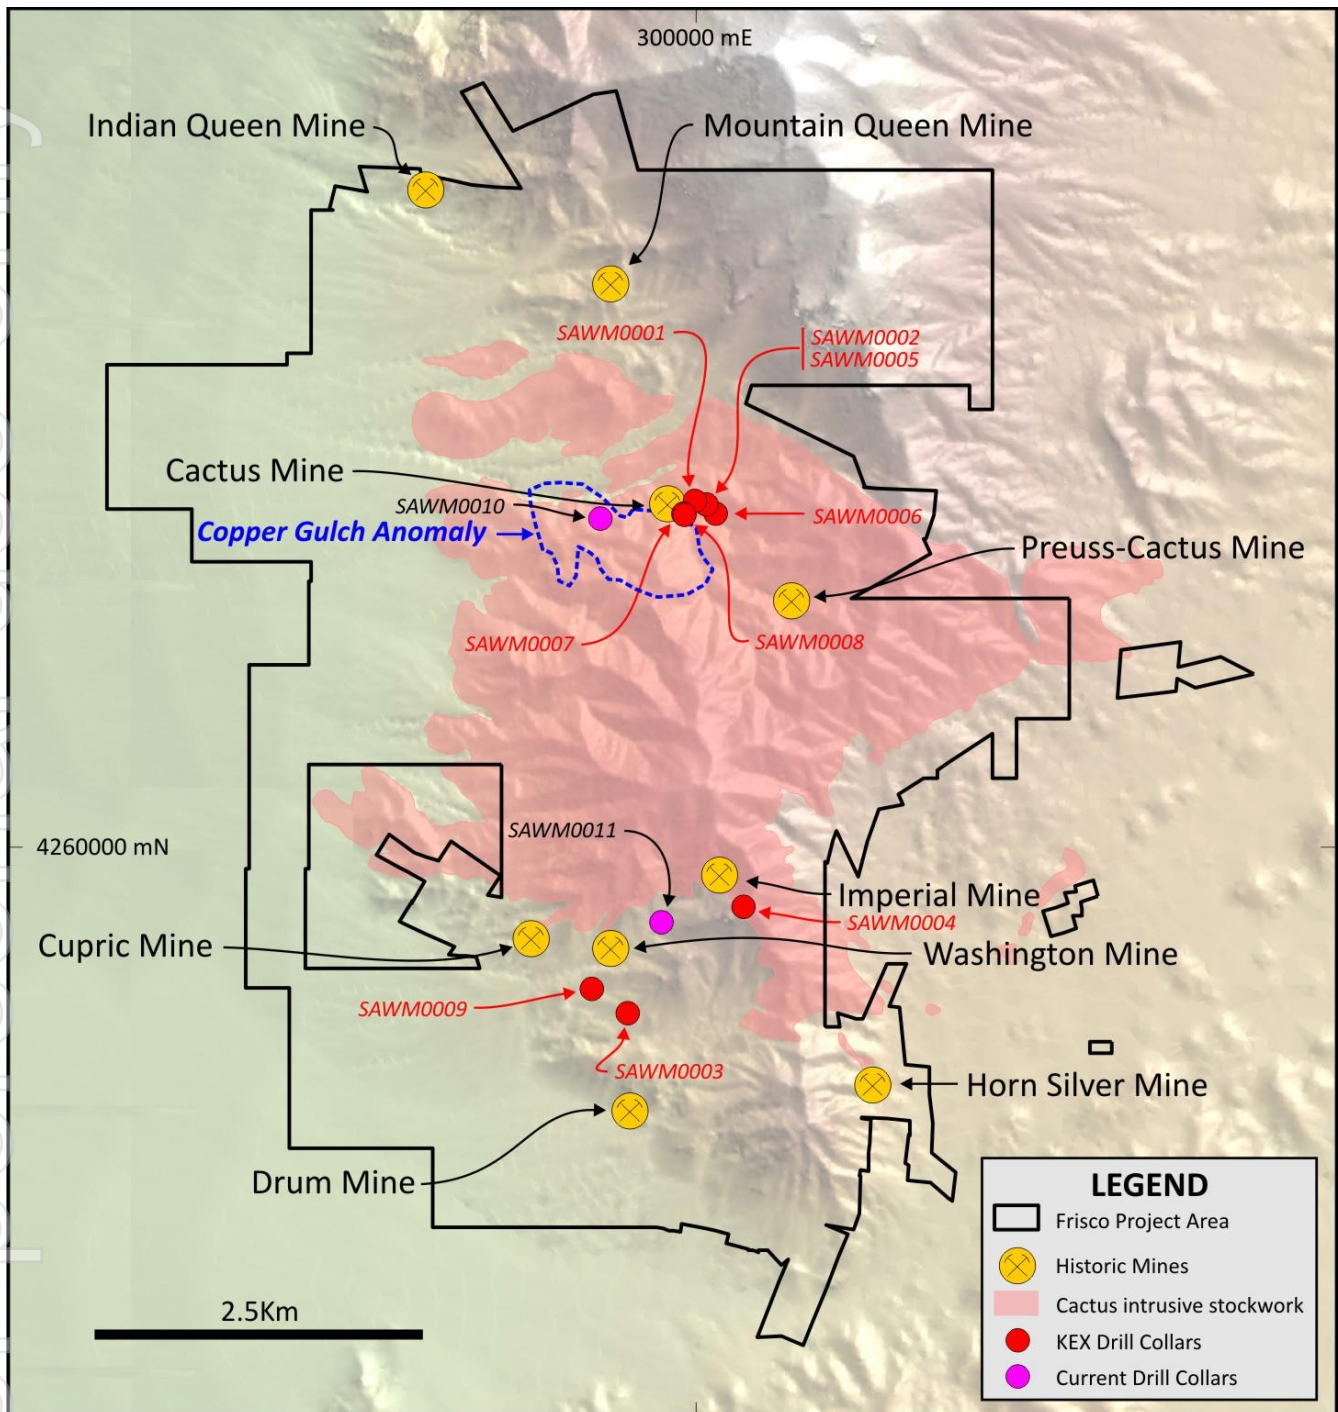 300000 mE
Indian Queen Mine
Mountain Queen Mine
SAWM0001
SAWM0002
SAWM0005
Cactus Mine
SAWM0010
SAWM0006
Copper Gulch Anomaly
Preuss-Cactus Mine
SAWM0007
SAWM0008
SAWM0011
4260000 mN
Imperial Mine
SAWM0004
Cupric Mine
Washington Mine
SAWM0009
SAWM0003
Horn Silver Mine
Drum Mine
LEGEND
Frisco Project Area
Historic Mines
Cactus intrusive stockwork
KEX Drill Collars
Current Drill Collars
2.5Km